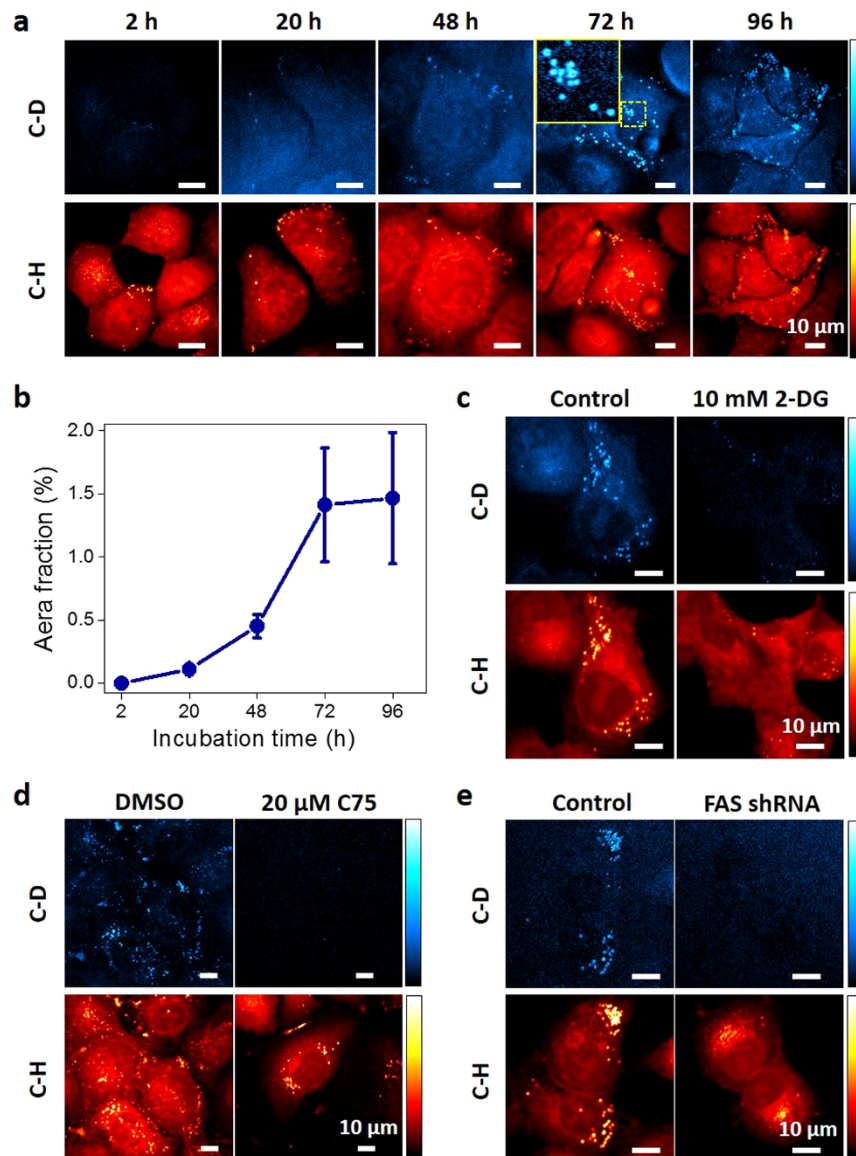 a
2 h 20 h 48 h 72 h 96 h
C-D
C-H
10 µm
b
2.0
1.5
1.0
0.5
0.0
Aera fraction (%)
2 20 48 72 96
Incubation time (h)
c
Control 10 mM 2-DG
C-D
C-H
10 µm
d
DMSO 20 µM C75
C-D
C-H
10 µm
e
Control FAS shRNA
C-D
C-H
10 µm